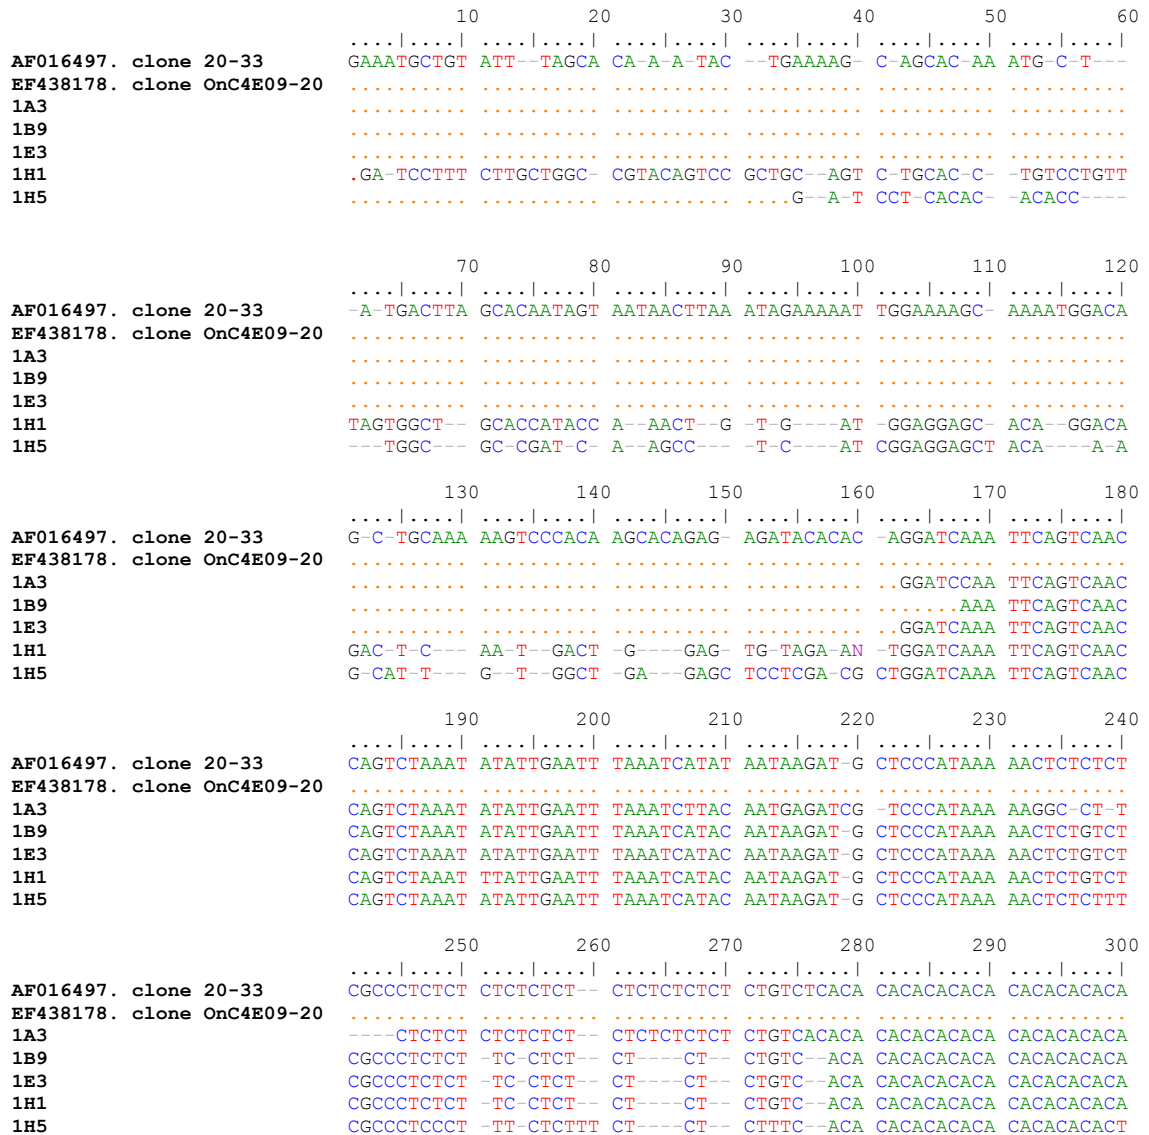 10 20 30 40 50 60
....|....| ....|....| ....|....| ....|....| ....|....| ....|....|
AF016497. clone 20-33 GAAATGCTGT ATT--TAGCA CA-A-A-TAC --TGAAAAG- C-AGCAC-AA ATG-C-T---
EF438178. clone OnC4E09-20 .......... .......... .......... .......... .......... ..........
1A3 .......... .......... .......... .......... .......... ..........
1B9 .......... .......... .......... .......... .......... ..........
1E3 .......... .......... .......... .......... .......... ..........
1H1 .GA-TCCTTT CTTGCTGGC- CGTACAGTCC GCTGC--AGT C-TGCAC-C- -TGTCCTGTT
1H5 .......... .......... .......... ....G--A-T CCT-CACAC- -ACACC----
70 80 90 100 110 120
....|....| ....|....| ....|....| ....|....| ....|....| ....|....|
AF016497. clone 20-33 -A-TGACTTA GCACAATAGT AATAACTTAA ATAGAAAAAT TGGAAAAGC- AAAATGGACA
EF438178. clone OnC4E09-20 .......... .......... .......... .......... .......... ..........
1A3 .......... .......... .......... .......... .......... ..........
1B9 .......... .......... .......... .......... .......... ..........
1E3 .......... .......... .......... .......... .......... ..........
1H1 TAGTGGCT-- GCACCATACC A--AACT--G -T-G----AT -GGAGGAGC- ACA--GGACA
1H5 ---TGGC--- GC-CGAT-C- A--AGCC--- -T-C----AT CGGAGGAGCT ACA----A-A
130 140 150 160 170 180
....|....| ....|....| ....|....| ....|....| ....|....| ....|....|
AF016497. clone 20-33 G-C-TGCAAA AAGTCCCACA AGCACAGAG- AGATACACAC -AGGATCAAA TTCAGTCAAC
EF438178. clone OnC4E09-20 .......... .......... .......... .......... .......... ..........
1A3 .......... .......... .......... .......... ..GGATCCAA TTCAGTCAAC
1B9 .......... .......... .......... .......... .......AAA TTCAGTCAAC
1E3 .......... .......... .......... .......... ..GGATCAAA TTCAGTCAAC
1H1 GAC-T-C--- AA-T--GACT -G----GAG- TG-TAGA-AN -TGGATCAAA TTCAGTCAAC
1H5 G-CAT-T--- G--T--GGCT -GA---GAGC TCCTCGA-CG CTGGATCAAA TTCAGTCAAC
190 200 210 220 230 240
....|....| ....|....| ....|....| ....|....| ....|....| ....|....|
AF016497. clone 20-33 CAGTCTAAAT ATATTGAATT TAAATCATAT AATAAGAT-G CTCCCATAAA AACTCTCTCT
EF438178. clone OnC4E09-20 .......... .......... .......... .......... .......... ..........
1A3 CAGTCTAAAT ATATTGAATT TAAATCTTAC AATGAGATCG -TCCCATAAA AAGGC-CT-T
1B9 CAGTCTAAAT ATATTGAATT TAAATCATAC AATAAGAT-G CTCCCATAAA AACTCTGTCT
1E3 CAGTCTAAAT ATATTGAATT TAAATCATAC AATAAGAT-G CTCCCATAAA AACTCTGTCT
1H1 CAGTCTAAAT TTATTGAATT TAAATCATAC AATAAGAT-G CTCCCATAAA AACTCTGTCT
1H5 CAGTCTAAAT ATATTGAATT TAAATCATAC AATAAGAT-G CTCCCATAAA AACTCTCTTT
250 260 270 280 290 300
....|....| ....|....| ....|....| ....|....| ....|....| ....|....|
AF016497. clone 20-33 CGCCCTCTCT CTCTCTCT-- CTCTCTCTCT CTGTCTCACA CACACACACA CACACACACA
EF438178. clone OnC4E09-20 .......... .......... .......... .......... .......... ..........
1A3 ----CTCTCT CTCTCTCT-- CTCTCTCTCT CTGTCACACA CACACACACA CACACACACA
1B9 CGCCCTCTCT -TC-CTCT-- CT----CT-- CTGTC--ACA CACACACACA CACACACACA
1E3 CGCCCTCTCT -TC-CTCT-- CT----CT-- CTGTC--ACA CACACACACA CACACACACA
1H1 CGCCCTCTCT -TC-CTCT-- CT----CT-- CTGTC--ACA CACACACACA CACACACACA
1H5 CGCCCTCCCT -TT-CTCTTT CT----CT-- CTTTC--ACA CACACACACA CACACACACT